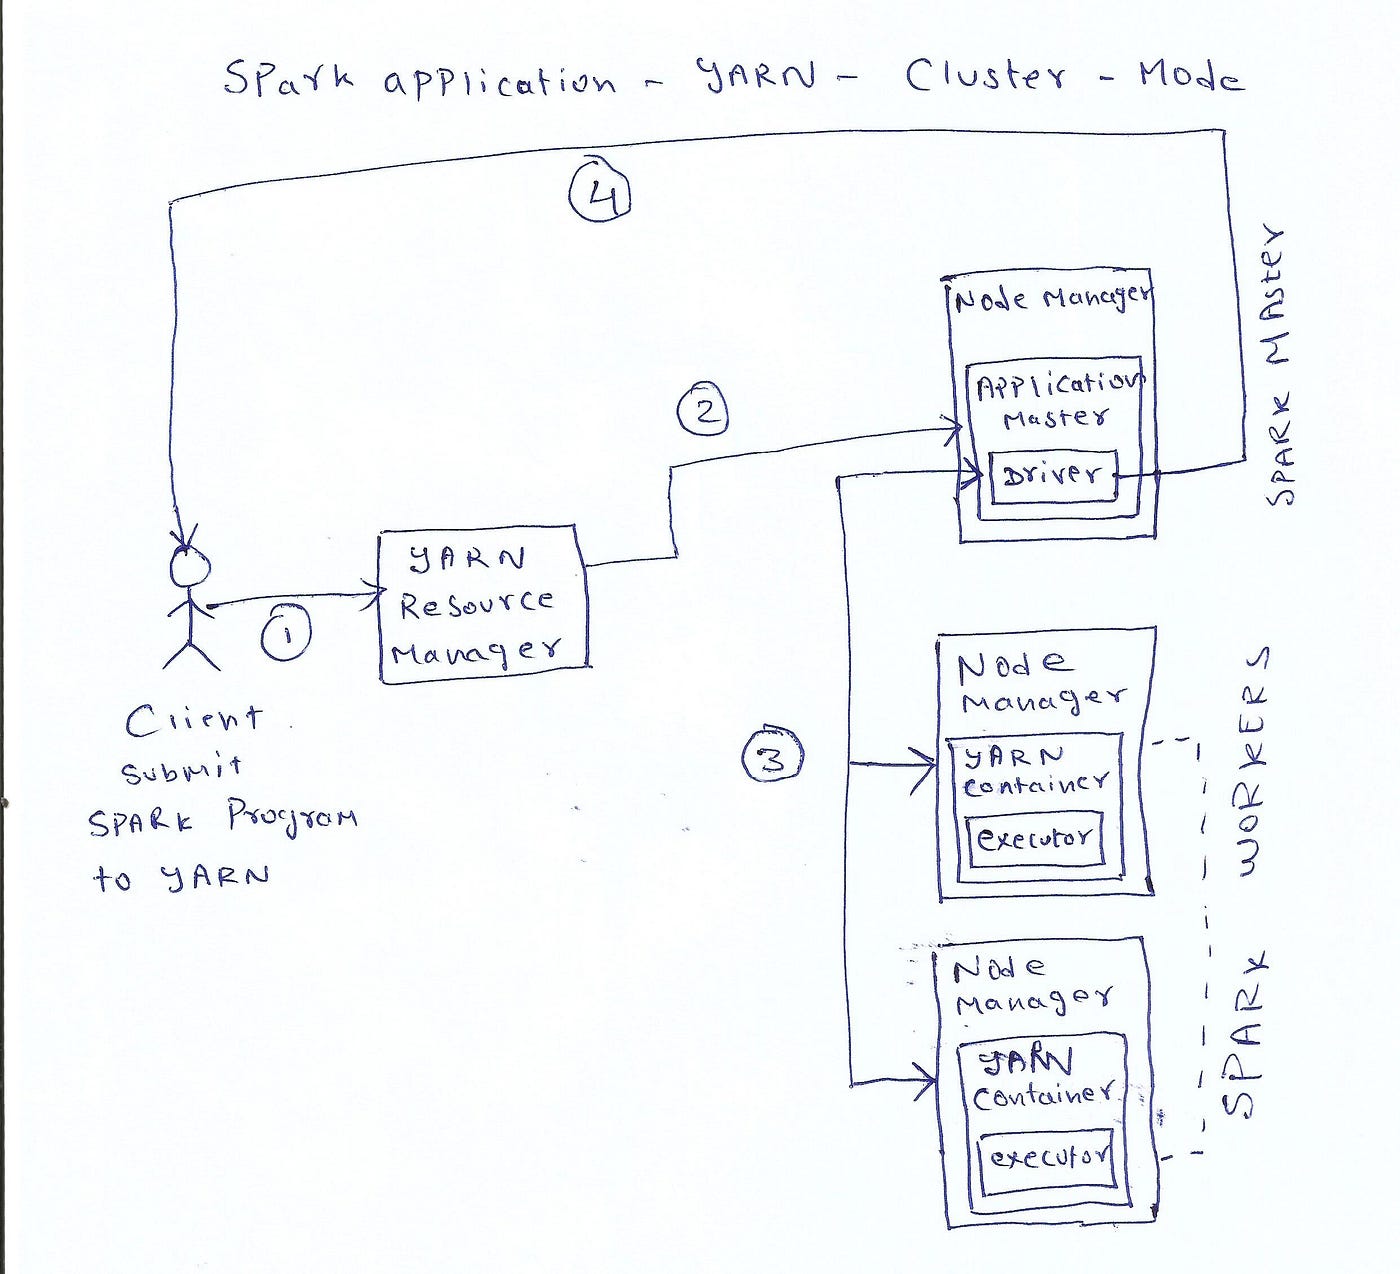 SPark application - YARN - Cluster - Mode
4
Node Manager
Application
Master
Driver
SPARK MAster
2
1
YARN
Resource
Manager
Client
submit
SPARK Program
to YARN
3
Node
Manager
YARN
Container
executor
Node
Manager
YARN
Container
executor
SPARK WORKERS